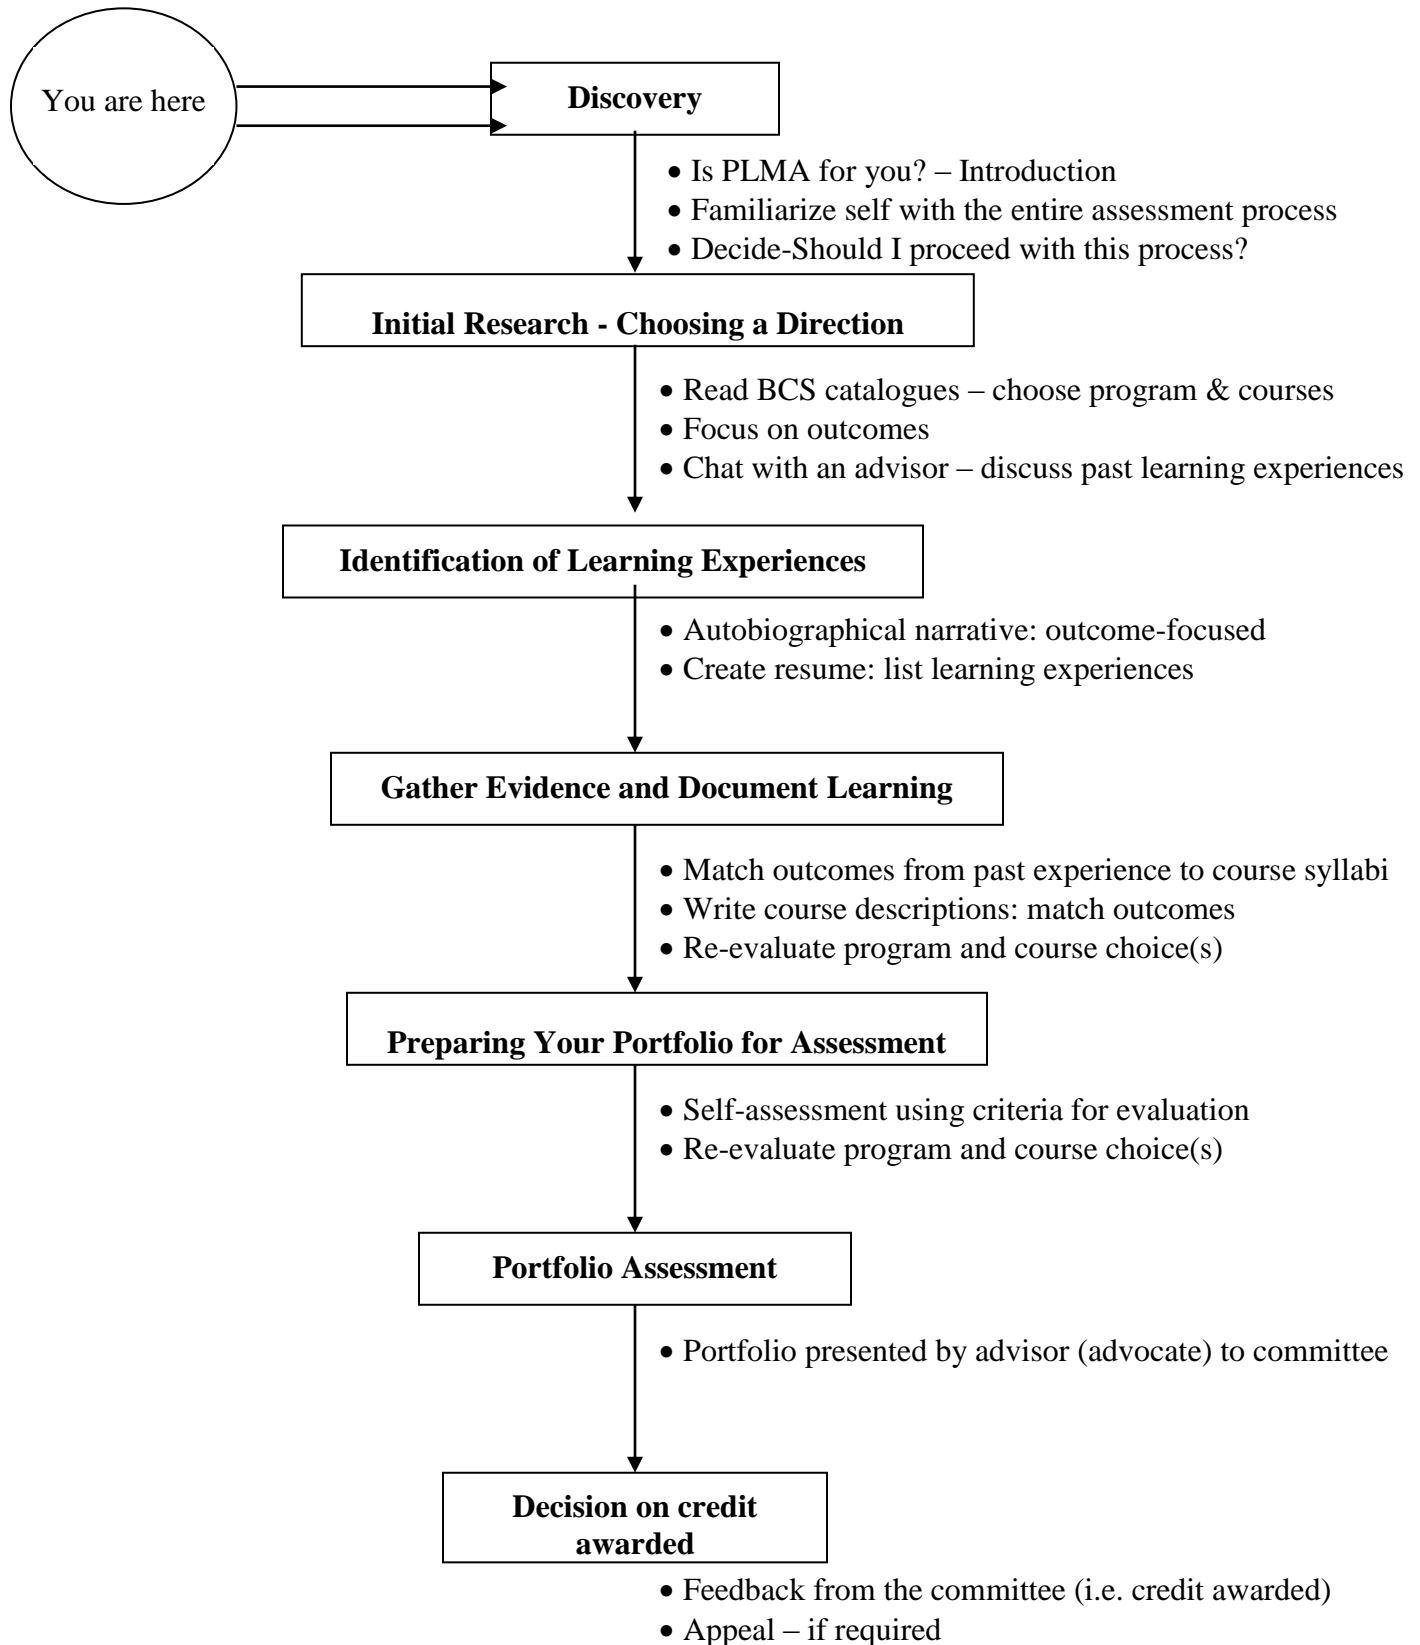 You are here
Discovery
• Is PLMA for you? – Introduction
• Familiarize self with the entire assessment process
• Decide-Should I proceed with this process?
Initial Research - Choosing a Direction
• Read BCS catalogues – choose program & courses
• Focus on outcomes
• Chat with an advisor – discuss past learning experiences
Identification of Learning Experiences
• Autobiographical narrative: outcome-focused
• Create resume: list learning experiences
Gather Evidence and Document Learning
• Match outcomes from past experience to course syllabi
• Write course descriptions: match outcomes
• Re-evaluate program and course choice(s)
Preparing Your Portfolio for Assessment
• Self-assessment using criteria for evaluation
• Re-evaluate program and course choice(s)
Portfolio Assessment
• Portfolio presented by advisor (advocate) to committee
Decision on credit
awarded
• Feedback from the committee (i.e. credit awarded)
• Appeal – if required